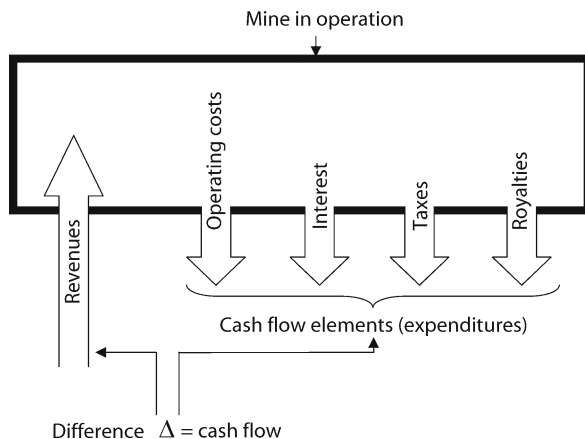 Mine in operation
Operating costs
Interest
Taxes
Royalties
Revenues
Cash flow elements (expenditures)
Difference Δ = cash flow